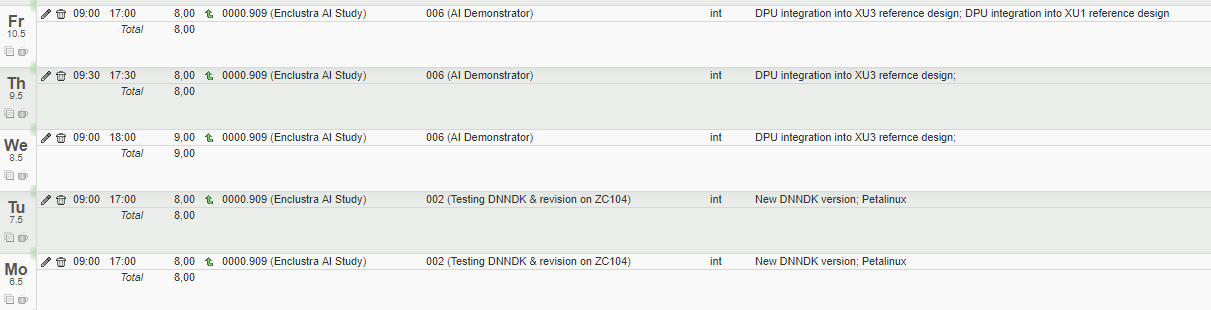 Fr 09:00 17:00 8,00 0000.909 (Enclustra AI Study) 006 (AI Demonstrator) int DPU integration into XU3 reference design; DPU integration into XU1 reference design
10.5 Total 8,00
Th 09:30 17:30 8,00 0000.909 (Enclustra AI Study) 006 (AI Demonstrator) int DPU integration into XU3 refernce design;
9.5 Total 8,00
We 09:00 18:00 9,00 0000.909 (Enclustra AI Study) 006 (AI Demonstrator) int DPU integration into XU3 refernce design;
8.5 Total 9,00
Tu 09:00 17:00 8,00 0000.909 (Enclustra AI Study) 002 (Testing DNNDK & revision on ZC104) int New DNNDK version; Petalinux
7.5 Total 8,00
Mo 09:00 17:00 8,00 0000.909 (Enclustra AI Study) 002 (Testing DNNDK & revision on ZC104) int New DNNDK version; Petalinux
6.5 Total 8,00